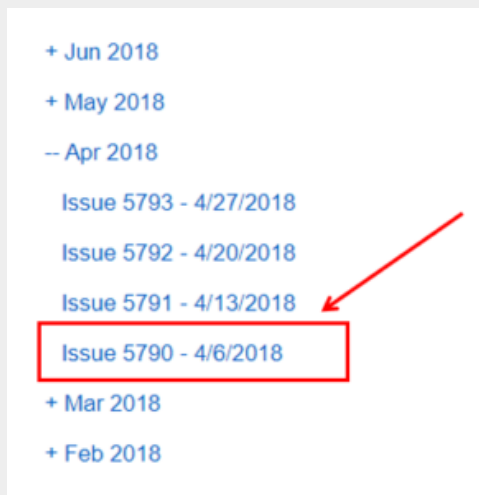 + Jun 2018
+ May 2018
-- Apr 2018
Issue 5793 - 4/27/2018
Issue 5792 - 4/20/2018
Issue 5791 - 4/13/2018
Issue 5790 - 4/6/2018
+ Mar 2018
+ Feb 2018